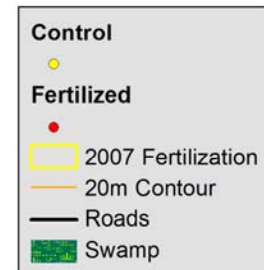 Control
Fertilized
2007 Fertilization
20m Contour
Roads
Swamp